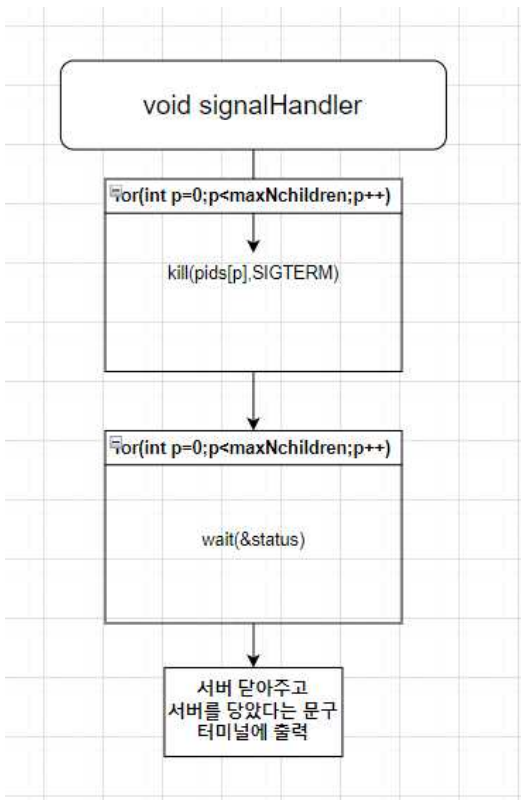 void signalHandler
for(int p=0;p<maxNchildren;p++)
kill(pids[p],SIGTERM)
for(int p=0;p<maxNchildren;p++)
wait(&status)
서버 닫아주고
서버를 당았다는 문구
터미널에 출력